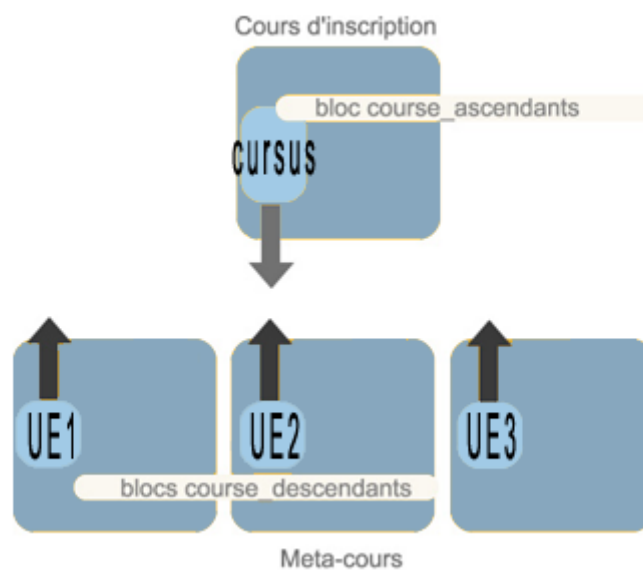 Cours d'inscription
bloc course_ascendants
cursus
UE1
UE2
UE3
blocs course_descendants
Meta-cours